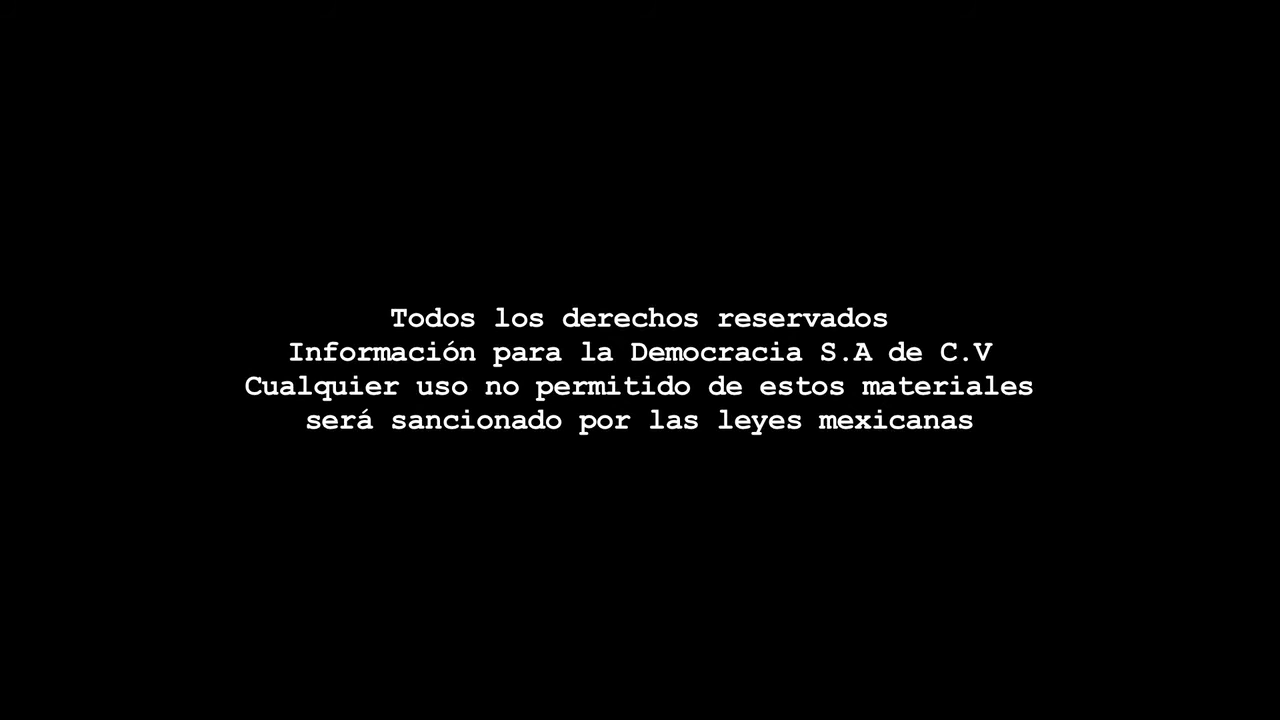 Todos los derechos reservados
Información para la Democracia S.A de C.V
Cualquier uso no permitido de estos materiales
será sancionado por las leyes mexicanas